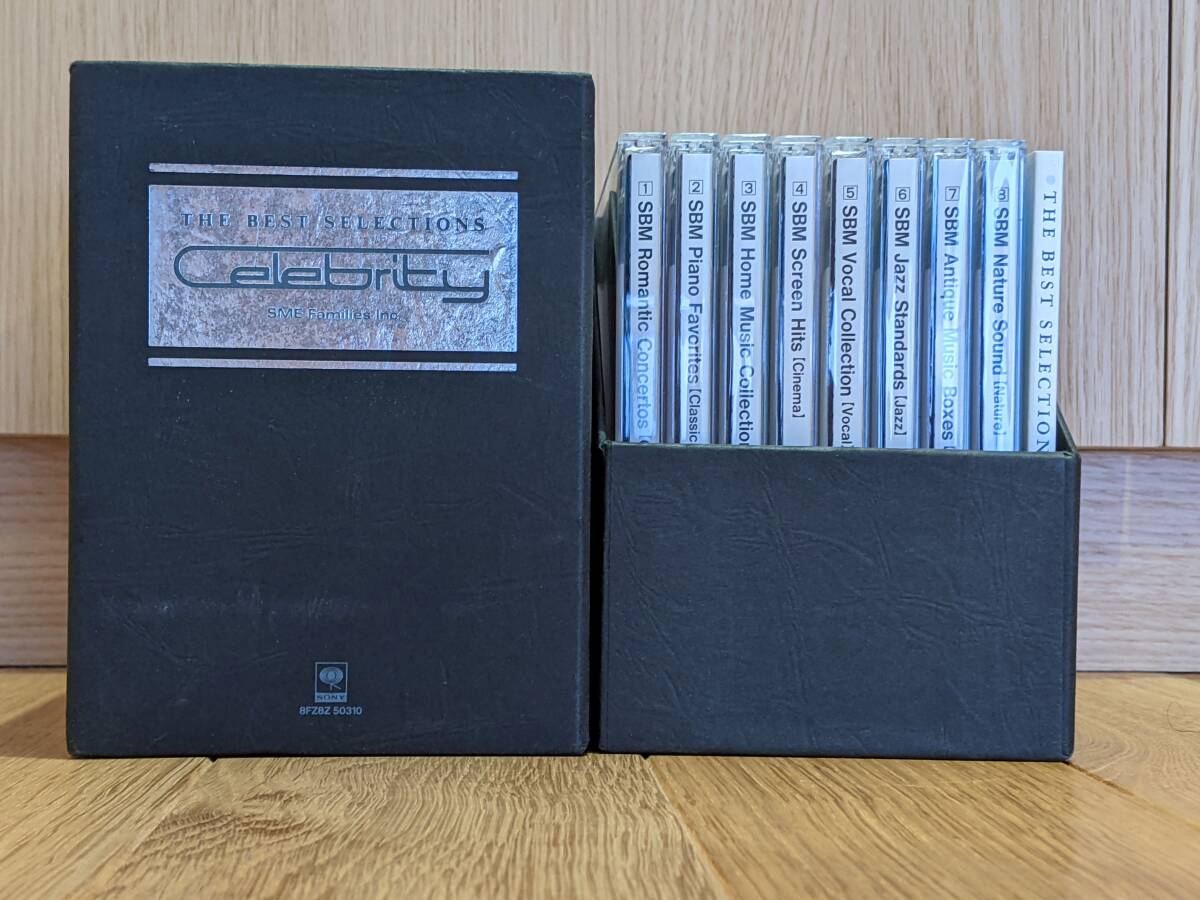 THE BEST SELECTIONS
Celebrity
SME Families Inc.
SONY
8FZ8Z 50310
1 SBM Romantic Concertos [
2 SBM Piano Favorites [Classic
3 SBM Home Music Collection
4 SBM Screen Hits [Cinema]
5 SBM Vocal Collection [Vocal]
6 SBM Jazz Standards [Jazz]
7 SBM Antique Music Boxes [
8 SBM Nature Sound [Nature]
THE BEST SELECTION